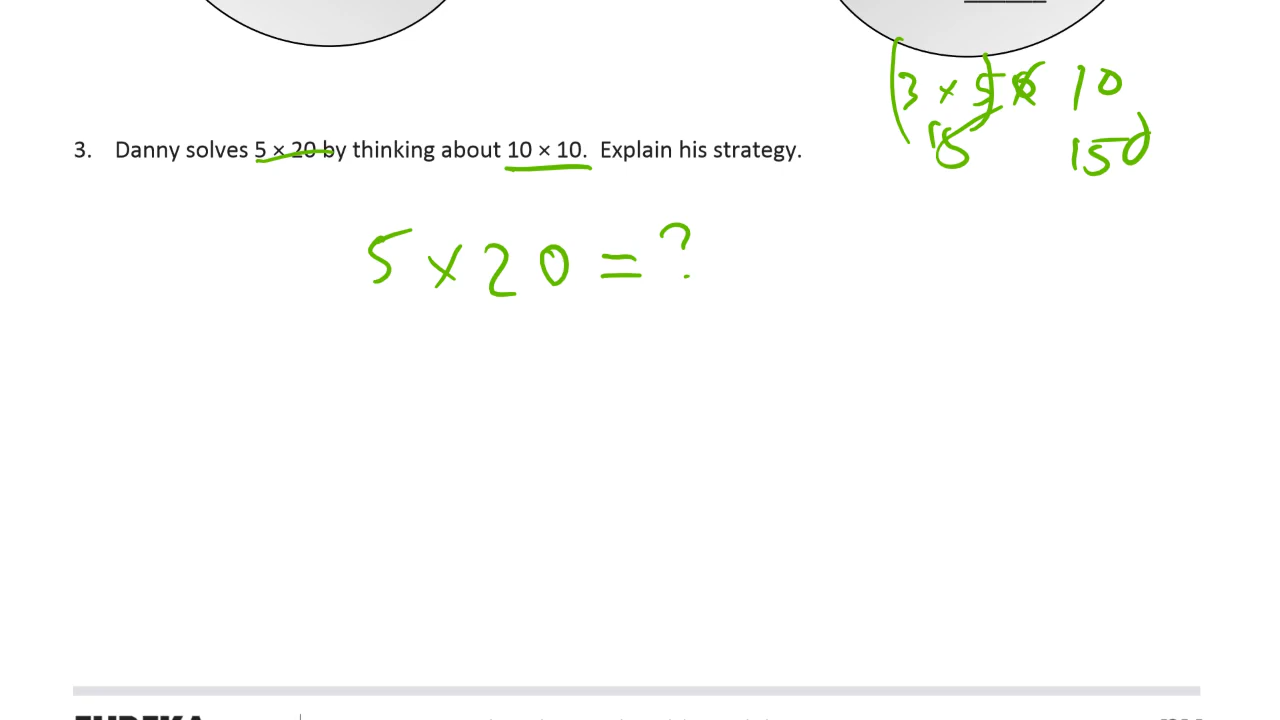 (3 × 5) × 10
15 150
3. Danny solves 5 × 20 by thinking about 10 × 10. Explain his strategy.
5 × 20 = ?